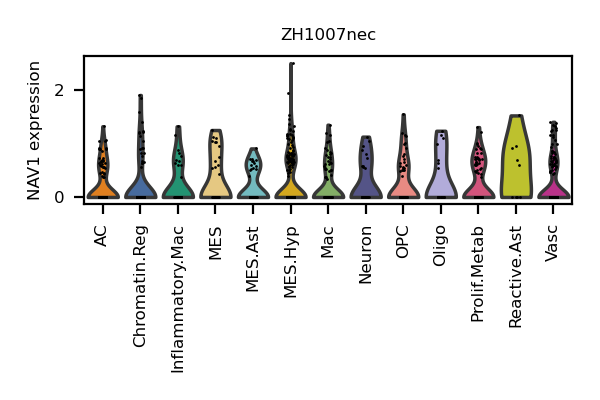 ZH1007nec
NAV1 expression
2
0
AC
Chromatin.Reg
Inflammatory.Mac
MES
MES.Ast
MES.Hyp
Mac
Neuron
OPC
Oligo
Prolif.Metab
Reactive.Ast
Vasc